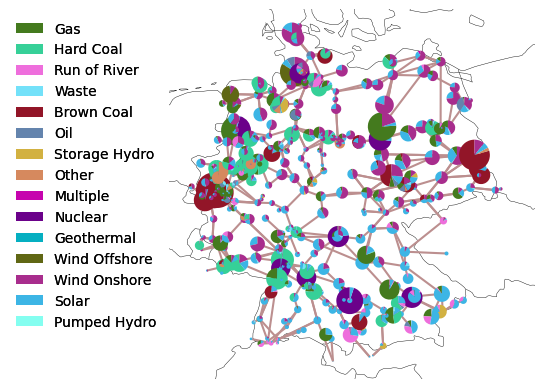 Gas
Hard Coal
Run of River
Waste
Brown Coal
Oil
Storage Hydro
Other
Multiple
Nuclear
Geothermal
Wind Offshore
Wind Onshore
Solar
Pumped Hydro